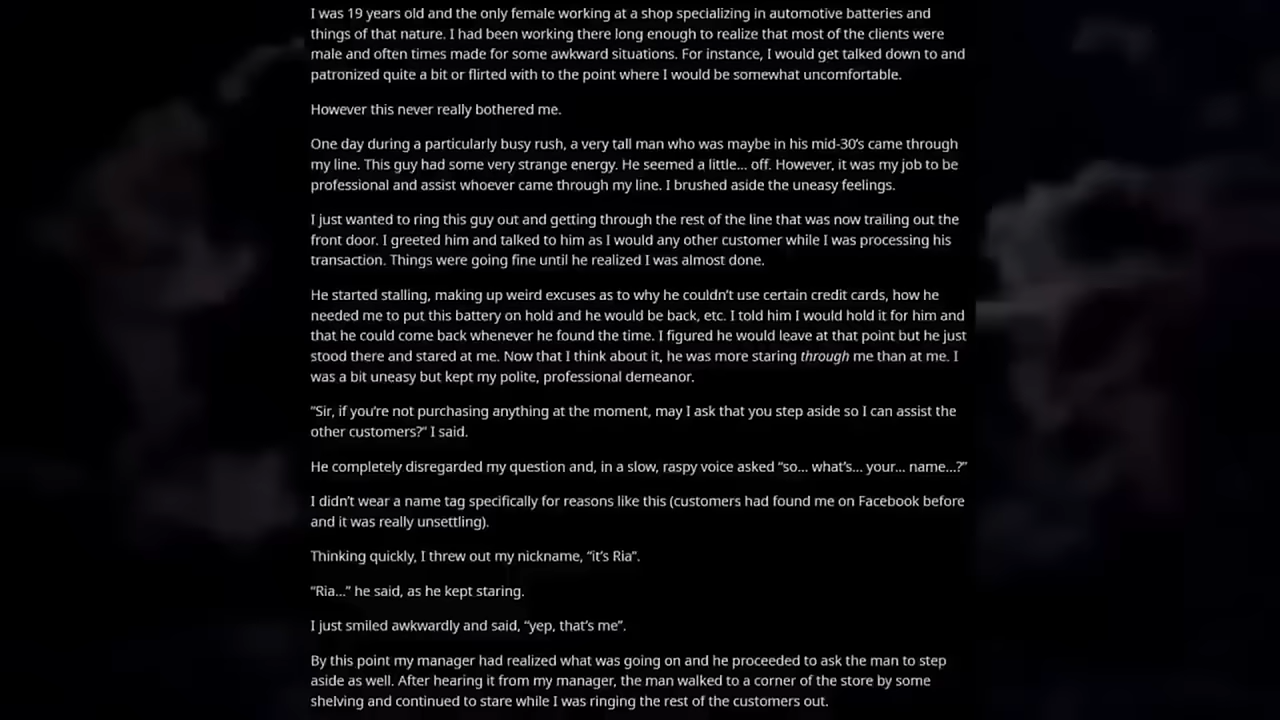 I was 19 years old and the only female working at a shop specializing in automotive batteries and
things of that nature. I had been working there long enough to realize that most of the clients were
male and often times made for some awkward situations. For instance, I would get talked down to and
patronized quite a bit or flirted with to the point where I would be somewhat uncomfortable.
However this never really bothered me.
One day during a particularly busy rush, a very tall man who was maybe in his mid-30's came through
my line. This guy had some very strange energy. He seemed a little... off. However, it was my job to be
professional and assist whoever came through my line. I brushed aside the uneasy feelings.
I just wanted to ring this guy out and getting through the rest of the line that was now trailing out the
front door. I greeted him and talked to him as I would any other customer while I was processing his
transaction. Things were going fine until he realized I was almost done.
He started stalling, making up weird excuses as to why he couldn't use certain credit cards, how he
needed me to put this battery on hold and he would be back, etc. I told him I would hold it for him and
that he could come back whenever he found the time. I figured he would leave at that point but he just
stood there and stared at me. Now that I think about it, he was more staring through me than at me. I
was a bit uneasy but kept my polite, professional demeanor.
"Sir, if you're not purchasing anything at the moment, may I ask that you step aside so I can assist the
other customers?" I said.
He completely disregarded my question and, in a slow, raspy voice asked "so... what's... your... name...?"
I didn't wear a name tag specifically for reasons like this (customers had found me on Facebook before
and it was really unsettling).
Thinking quickly, I threw out my nickname, "it's Ria".
"Ria..." he said, as he kept staring.
I just smiled awkwardly and said, "yep, that's me".
By this point my manager had realized what was going on and he proceeded to ask the man to step
aside as well. After hearing it from my manager, the man walked to a corner of the store by some
shelving and continued to stare while I was ringing the rest of the customers out.